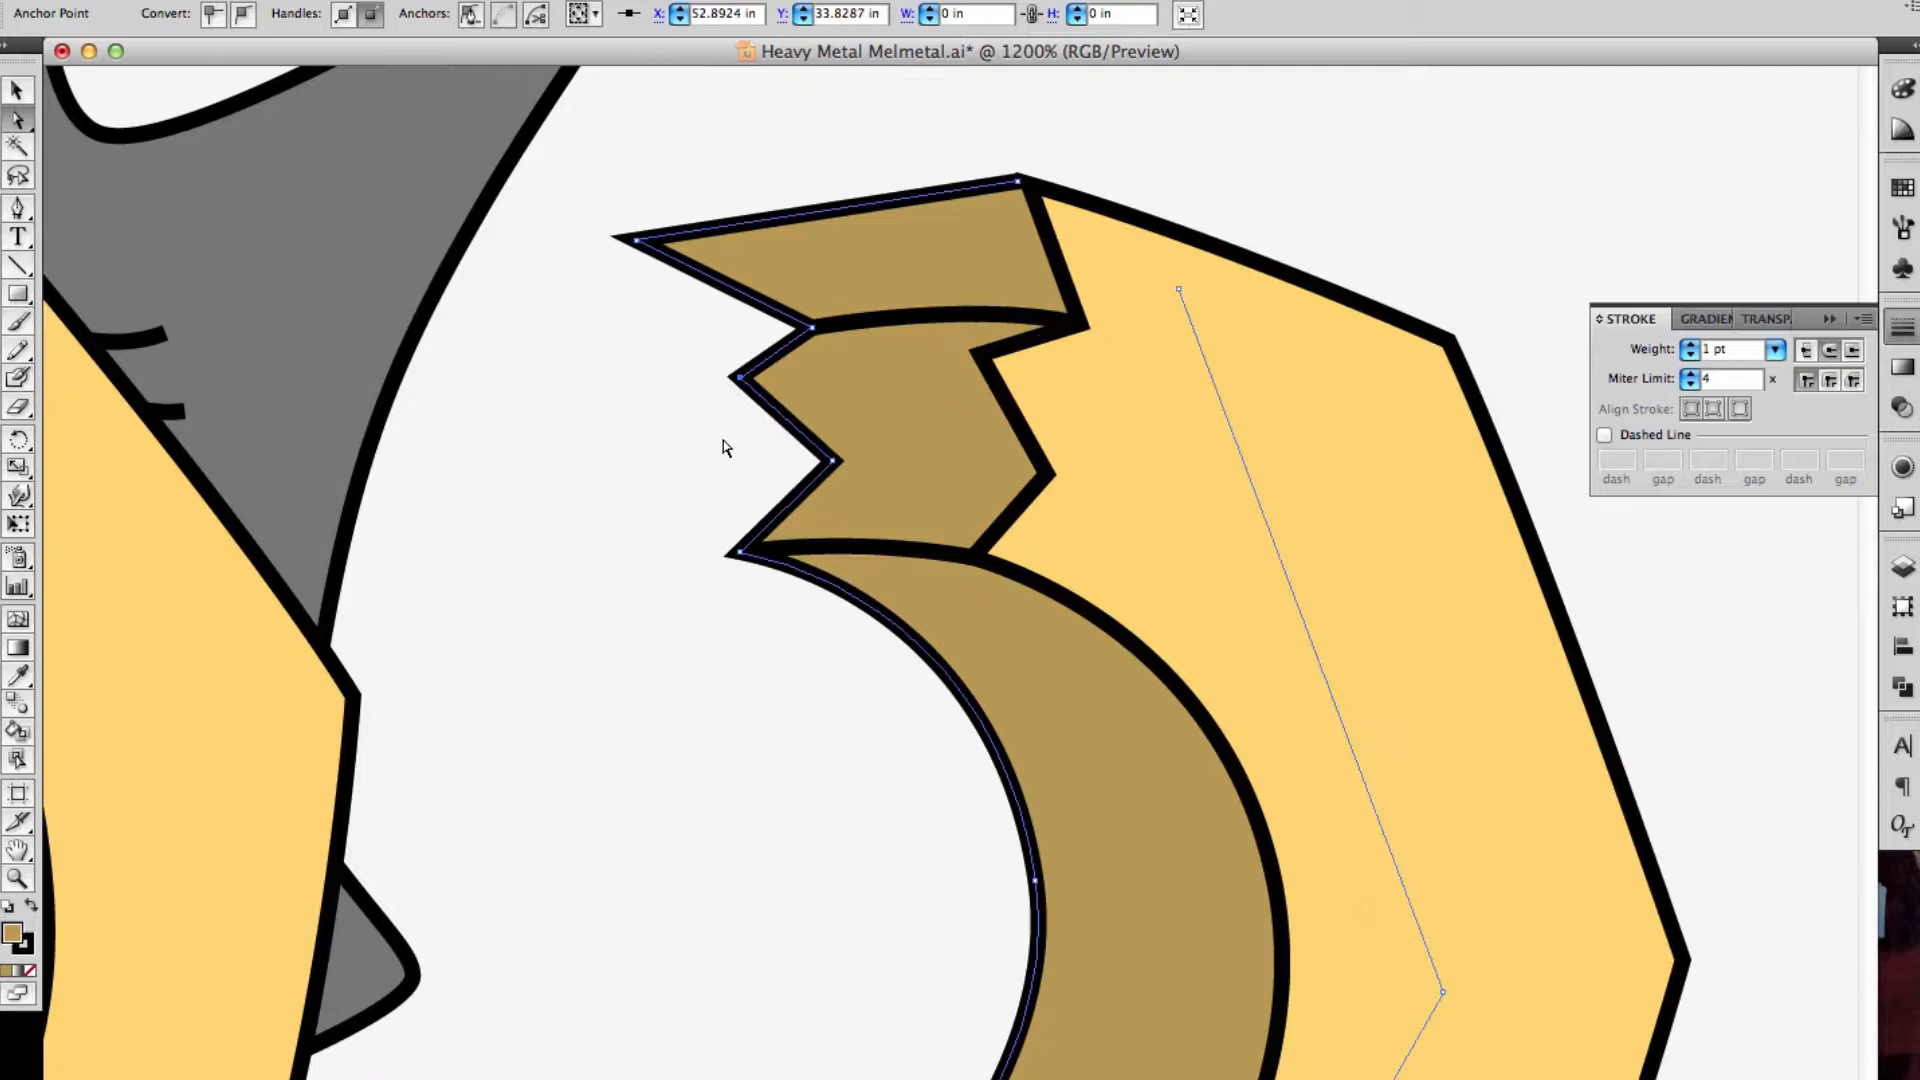 Anchor Point Convert: Handles: Anchors: X: 52.8924 in Y: 33.8287 in W: 0 in H: 0 in
Heavy Metal Melmetal.ai* @ 1200% (RGB/Preview)
STROKE GRADIEN TRANSP
Weight: 1 pt
Miter Limit: 4 x
Align Stroke:
Dashed Line
dash gap dash gap dash gap